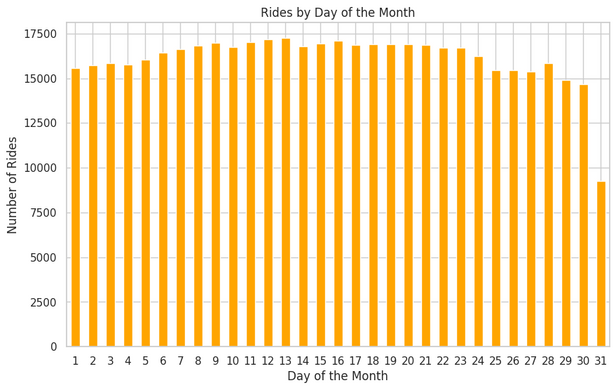 Rides by Day of the Month
17500
15000
12500
10000
7500
5000
2500
0
Number of Rides
1 2 3 4 5 6 7 8 9 10 11 12 13 14 15 16 17 18 19 20 21 22 23 24 25 26 27 28 29 30 31
Day of the Month